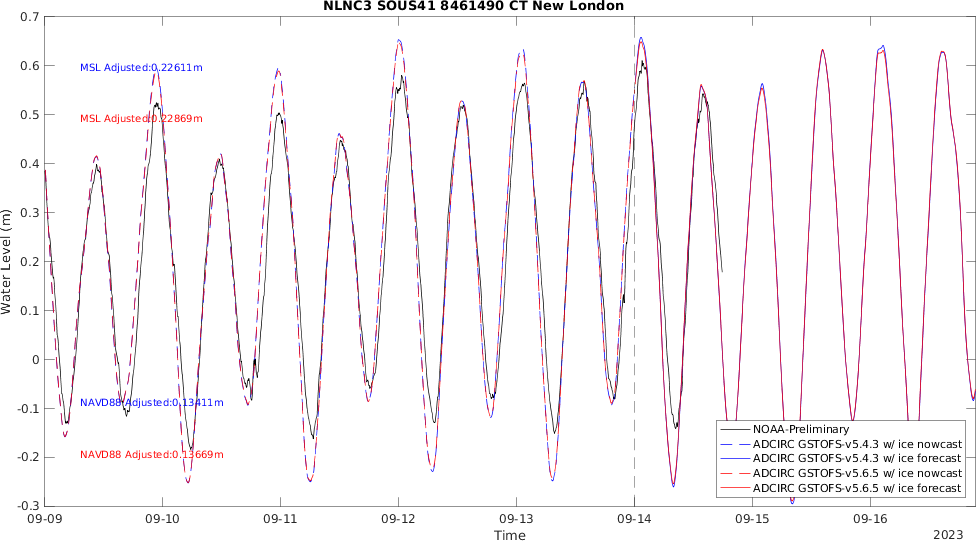 NLNC3 SOUS41 8461490 CT New London
0.7
0.6
0.5
0.4
0.3
0.2
0.1
0
-0.1
-0.2
-0.3
Water Level (m)
MSL Adjusted:0.22611m
MSL Adjusted:0.22869m
NAVD88 Adjusted:0.13411m
NAVD88 Adjusted:0.13669m
NOAA-Preliminary
ADCIRC GSTOFS-v5.4.3 w/ ice nowcast
ADCIRC GSTOFS-v5.4.3 w/ ice forecast
ADCIRC GSTOFS-v5.6.5 w/ ice nowcast
ADCIRC GSTOFS-v5.6.5 w/ ice forecast
09-09 09-10 09-11 09-12 09-13 09-14 09-15 09-16
Time
2023